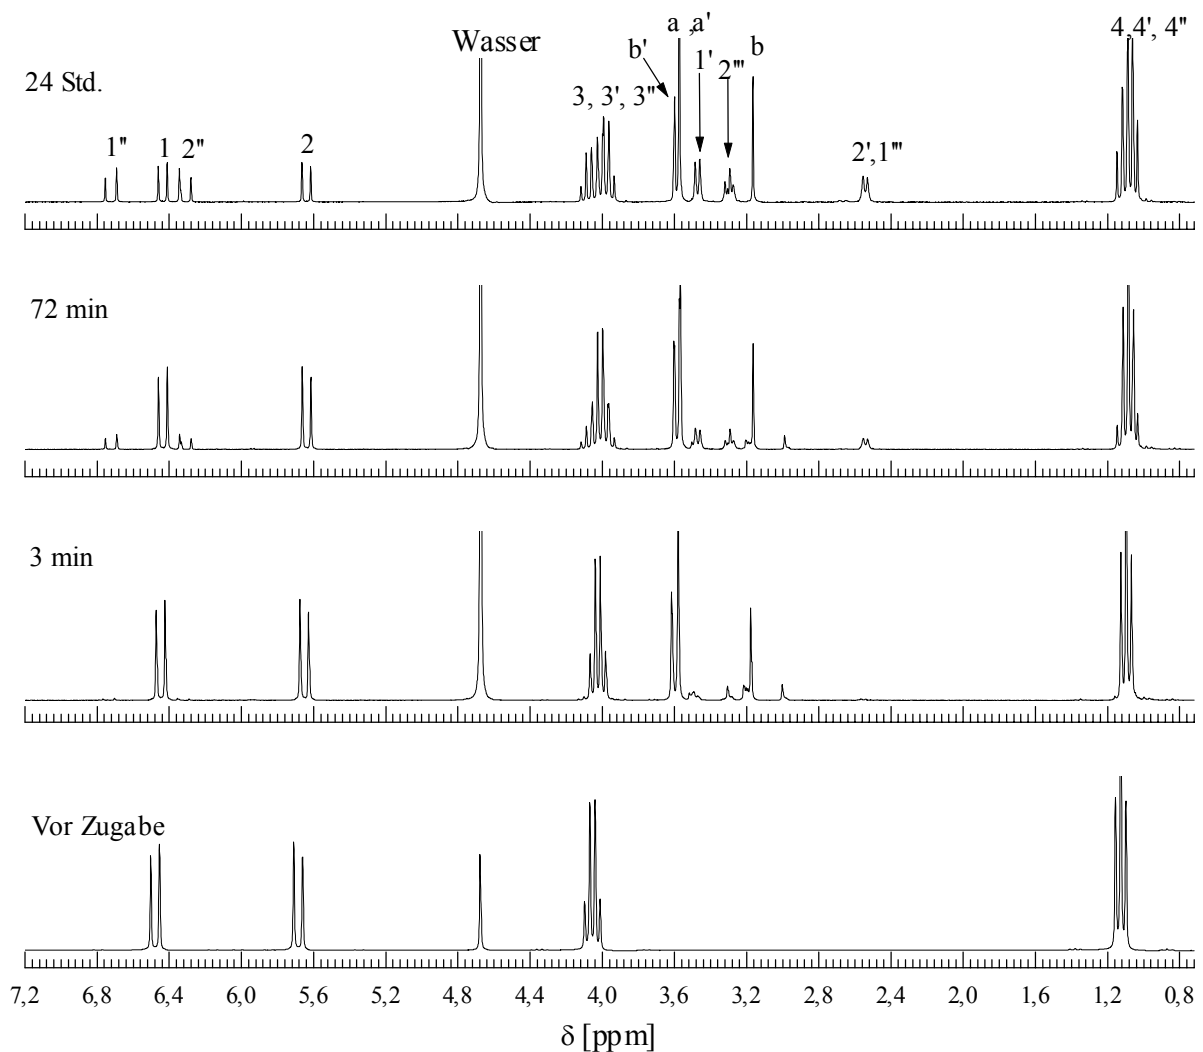 a ,a'
4,4', 4"
Wasser
b'
1'
2'''
b
24 Std.
3, 3', 3"
1"
1
2"
2
2',1'''
72 min
3 min
Vor Zugabe
7,2 6,8 6,4 6,0 5,6 5,2 4,8 4,4 4,0 3,6 3,2 2,8 2,4 2,0 1,6 1,2 0,8
δ [ppm]